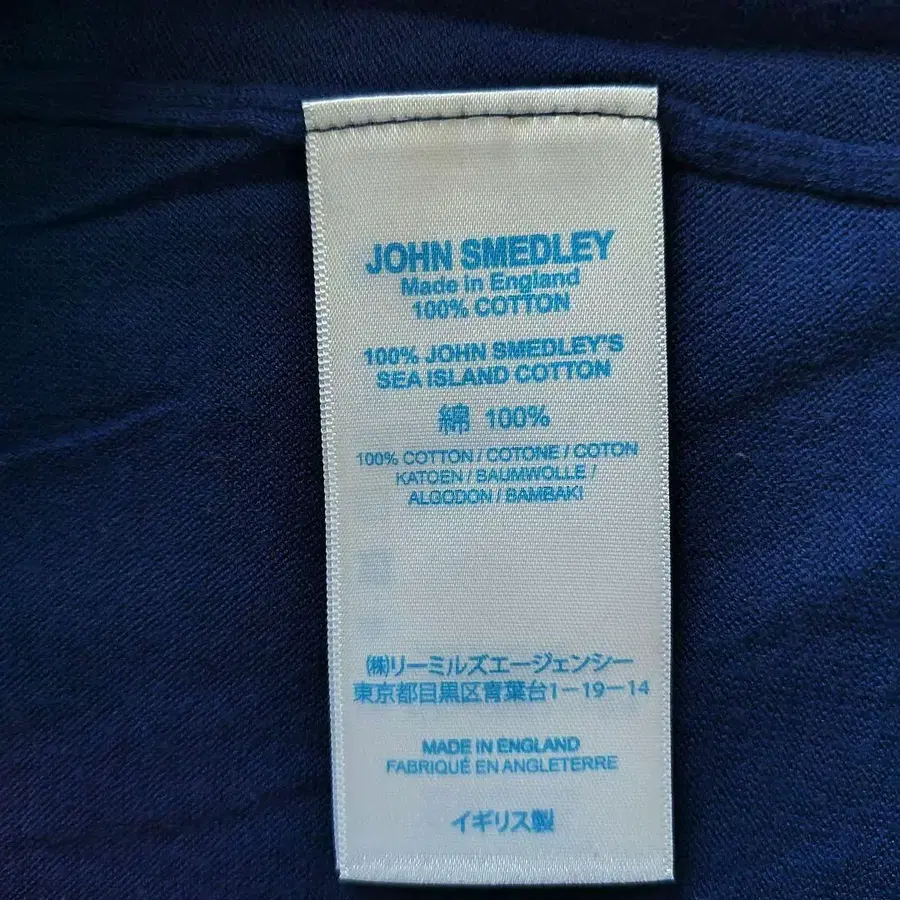 JOHN SMEDLEY
Made in England
100% COTTON
100% JOHN SMEDLEY'S
SEA ISLAND COTTON
綿 100%
100% COTTON / COTONE / COTON
KATOEN / BAUMWOLLE /
ALGODON / BAMBAKI
㈱リーミルズエージェンシー
東京都目黒区青葉台1-19-14
MADE IN ENGLAND
FABRIQUÉ EN ANGLETERRE
イギリス製